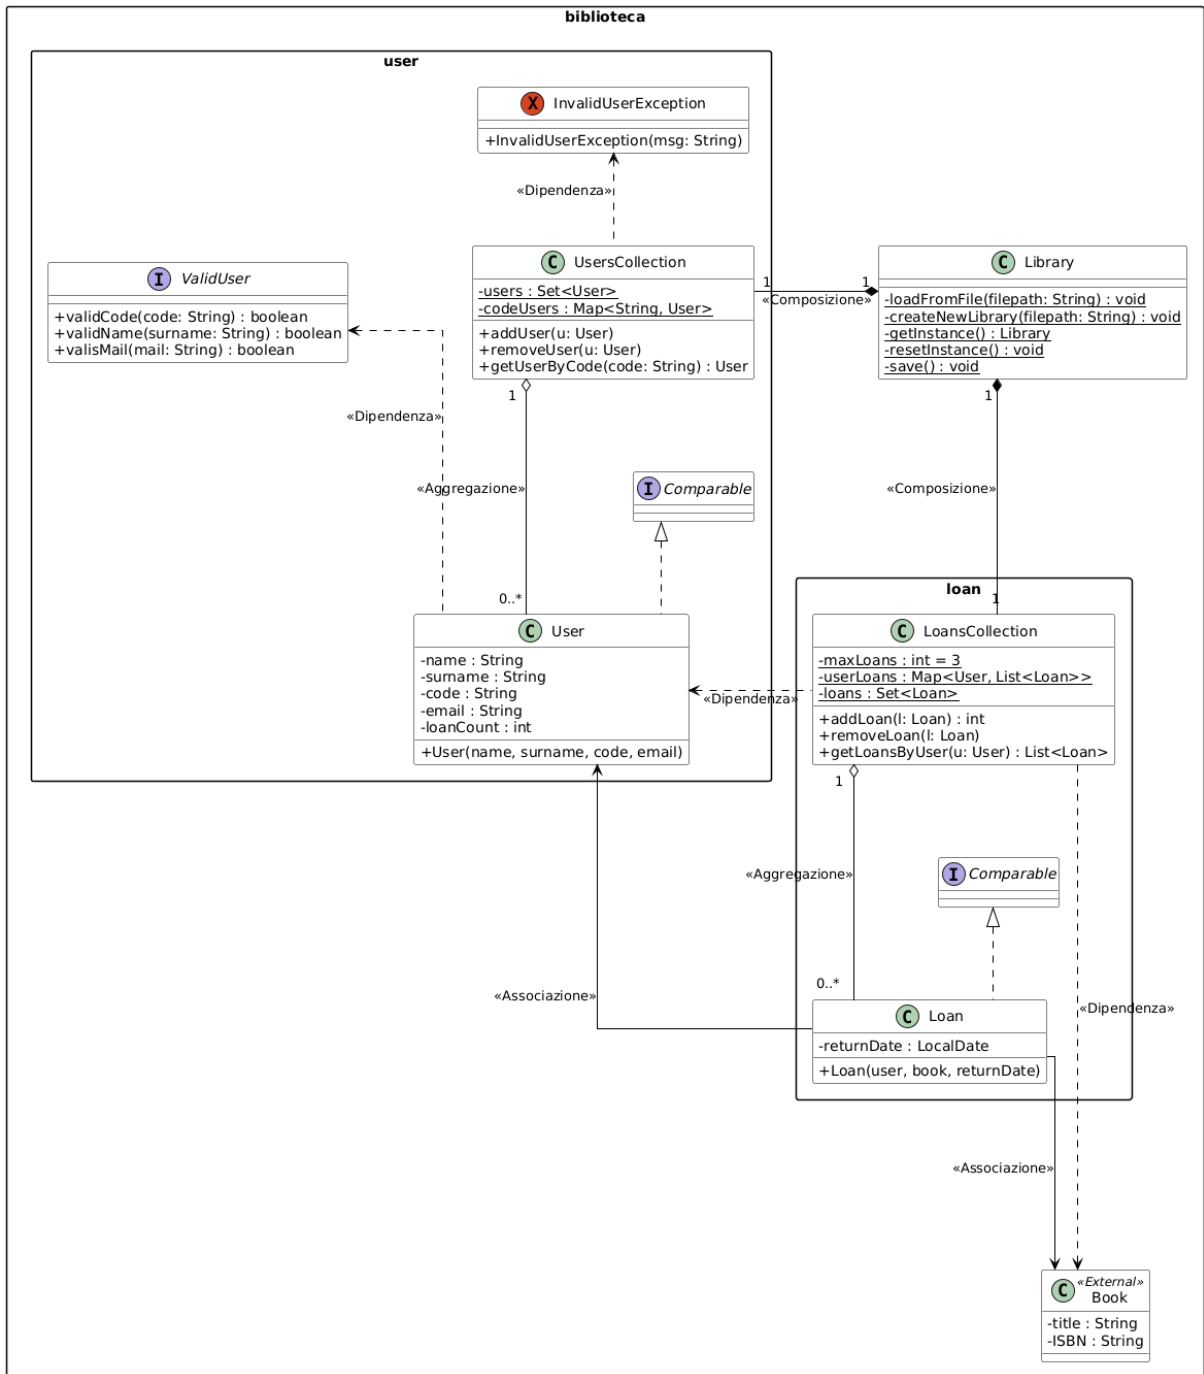 biblioteca
user
X InvalidUserException
+InvalidUserException(msg: String)
«Dipendenza»
I ValidUser
+validCode(code: String) : boolean
+validName(surname: String) : boolean
+valisMail(mail: String) : boolean
C UsersCollection
-users : Set<User>
-codeUsers : Map<String, User>
+addUser(u: User)
+removeUser(u: User)
+getUserByCode(code: String) : User
1
1
«Composizione»
C Library
-loadFromFile(filepath: String) : void
-createNewLibrary(filepath: String) : void
-getInstance() : Library
-resetInstance() : void
-save() : void
1
1
«Dipendenza»
«Aggregazione»
«Composizione»
I Comparable
0..*
1
loan
C User
-name : String
-surname : String
-code : String
-email : String
-loanCount : int
+User(name, surname, code, email)
«Dipendenza»
C LoansCollection
-maxLoans : int = 3
-userLoans : Map<User, List<Loan>>
-loans : Set<Loan>
+addLoan(l: Loan) : int
+removeLoan(l: Loan)
+getLoansByUser(u: User) : List<Loan>
1
«Aggregazione»
I Comparable
0..*
«Associazione»
«Dipendenza»
C Loan
-returnDate : LocalDate
+Loan(user, book, returnDate)
«Associazione»
C «External»
Book
-title : String
-ISBN : String